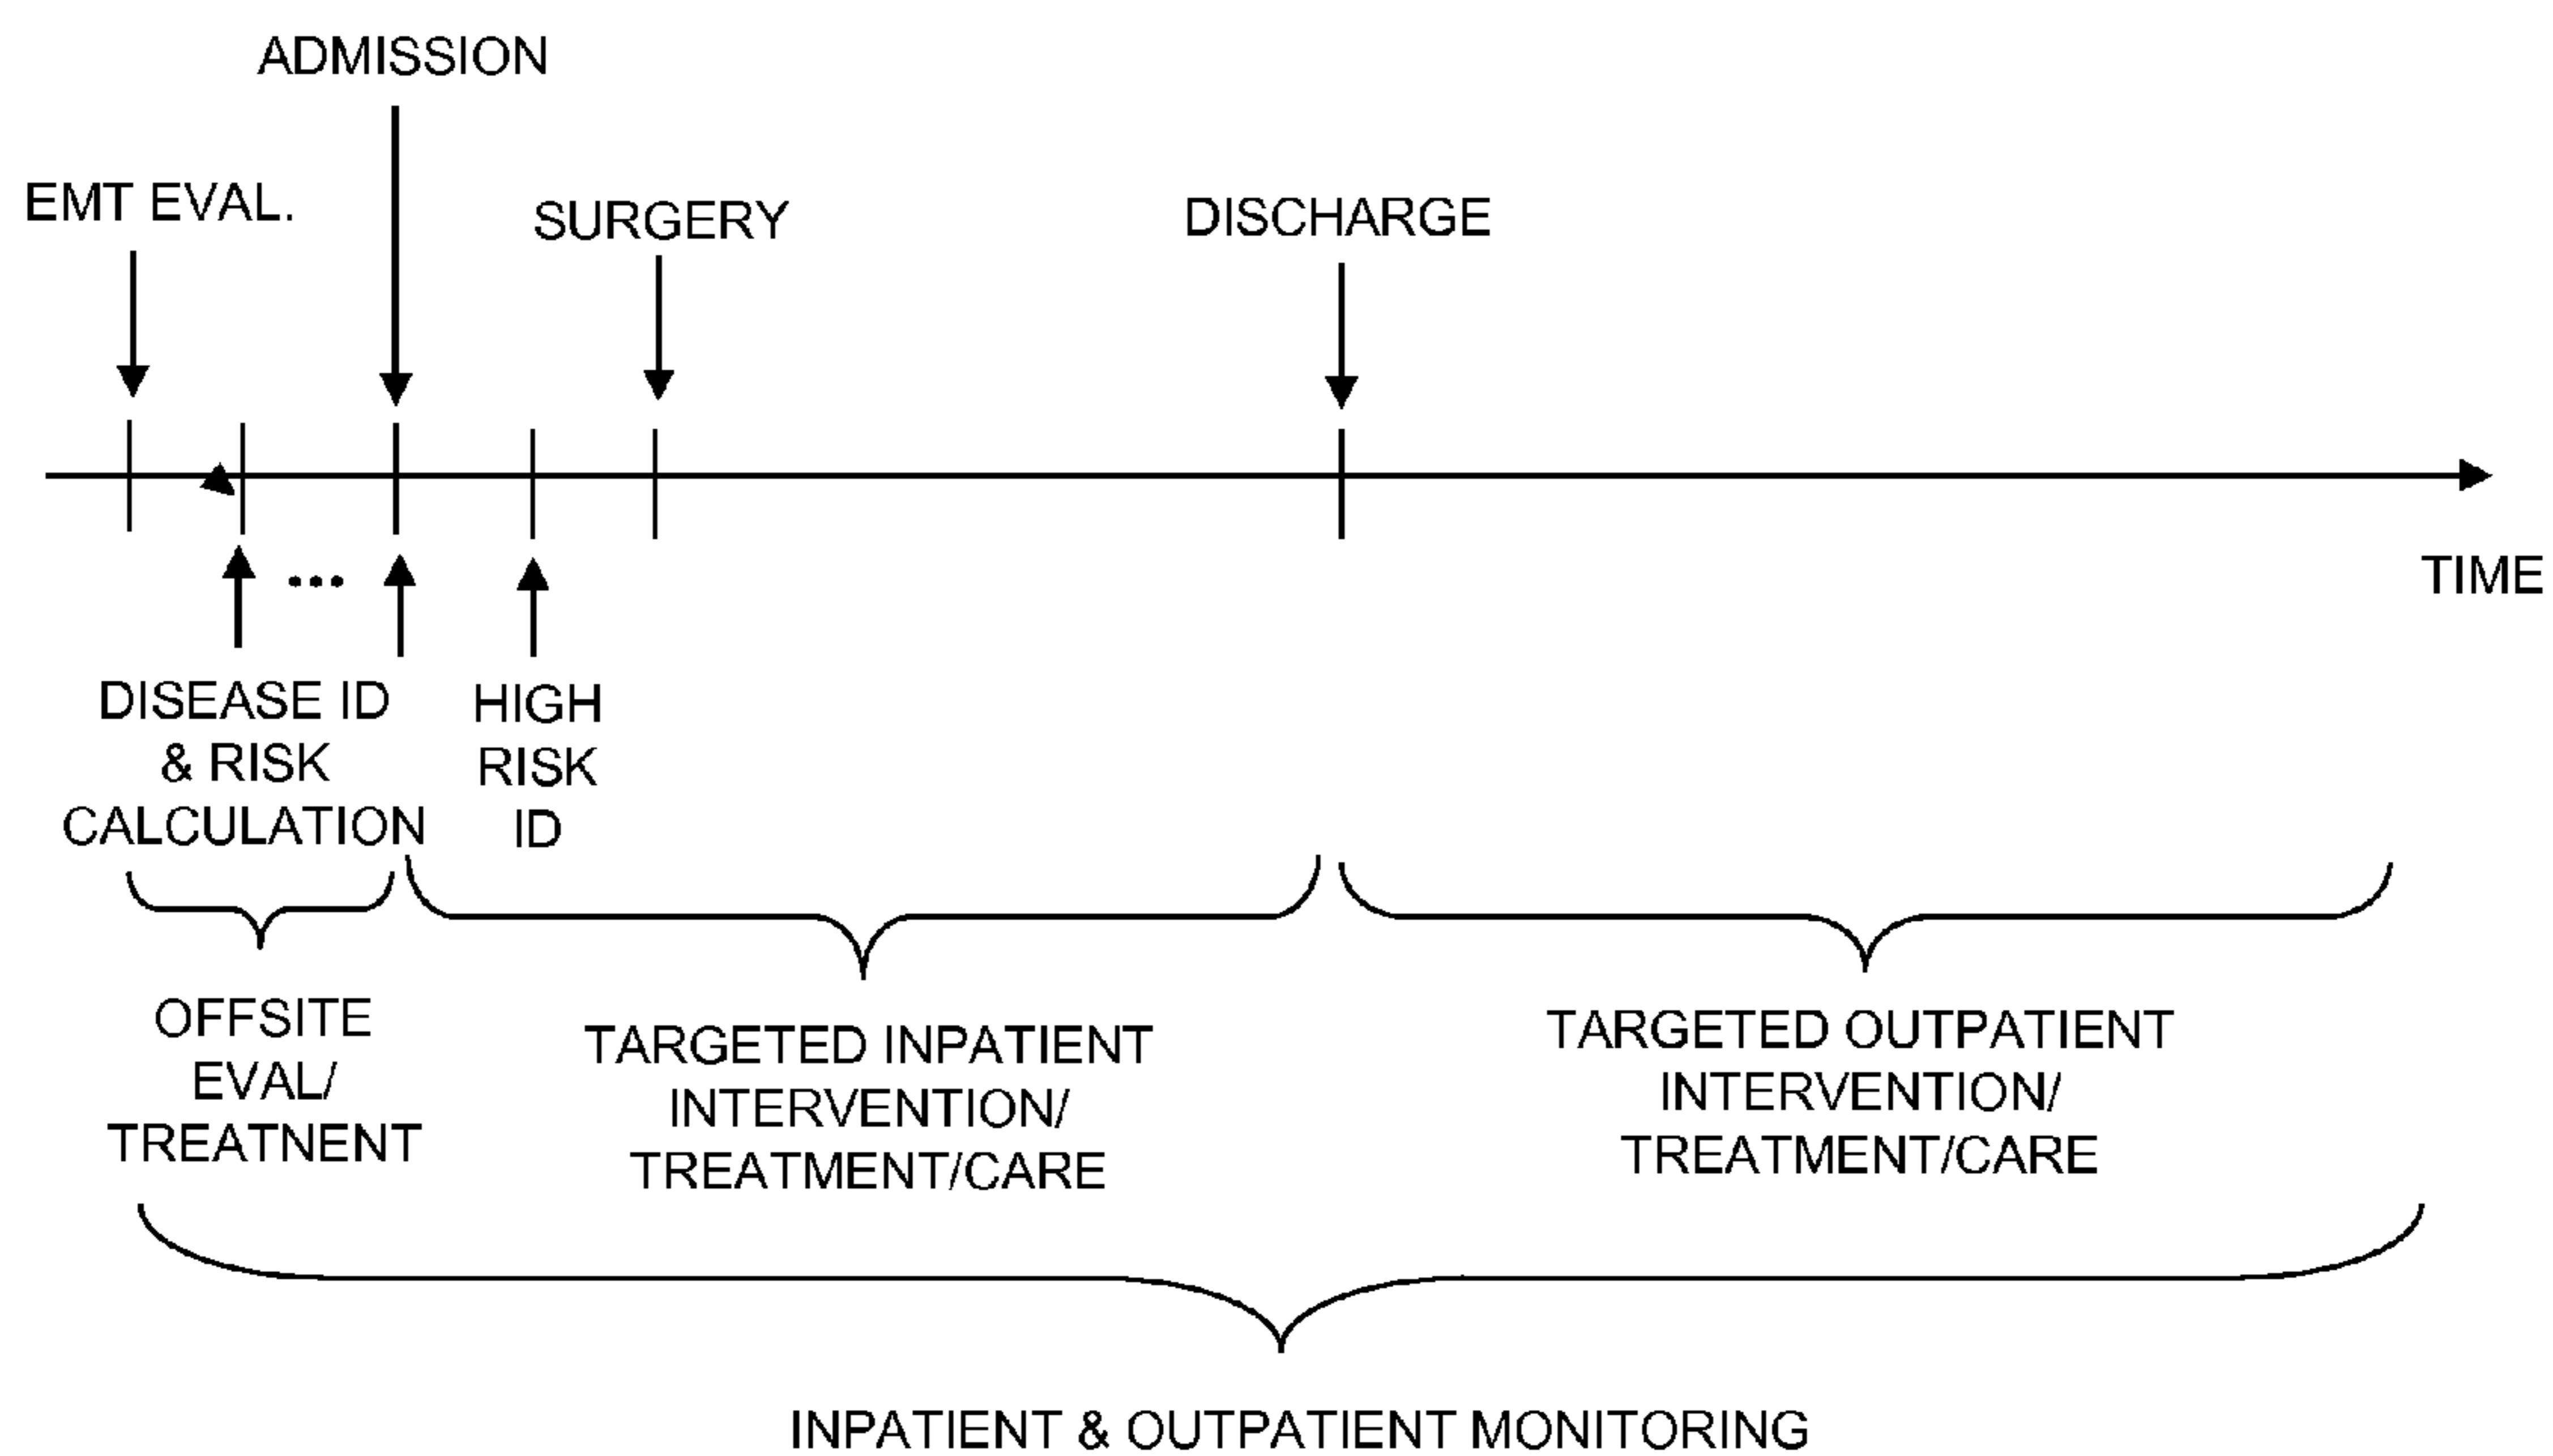 ADMISSION
EMT EVAL.
SURGERY
DISCHARGE
TIME
...
DISEASE ID
& RISK
CALCULATION
HIGH
RISK
ID
OFFSITE
EVAL/
TREATNENT
TARGETED INPATIENT
INTERVENTION/
TREATMENT/CARE
TARGETED OUTPATIENT
INTERVENTION/
TREATMENT/CARE
INPATIENT & OUTPATIENT MONITORING